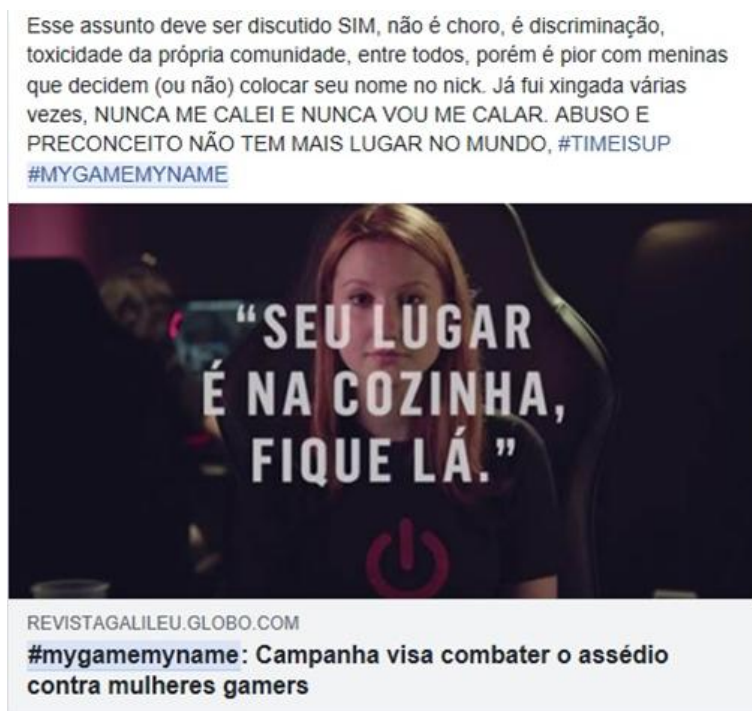 Esse assunto deve ser discutido SIM, não é choro, é discriminação,
toxicidade da própria comunidade, entre todos, porém é pior com meninas
que decidem (ou não) colocar seu nome no nick. Já fui xingada várias
vezes, NUNCA ME CALEI E NUNCA VOU ME CALAR. ABUSO E
PRECONCEITO NÃO TEM MAIS LUGAR NO MUNDO, #TIMEISUP
#MYGAMEMYNAME
“SEU LUGAR
É NA COZINHA,
FIQUE LÁ.”
REVISTAGALILEU.GLOBO.COM
#mygamemyname: Campanha visa combater o assédio
contra mulheres gamers